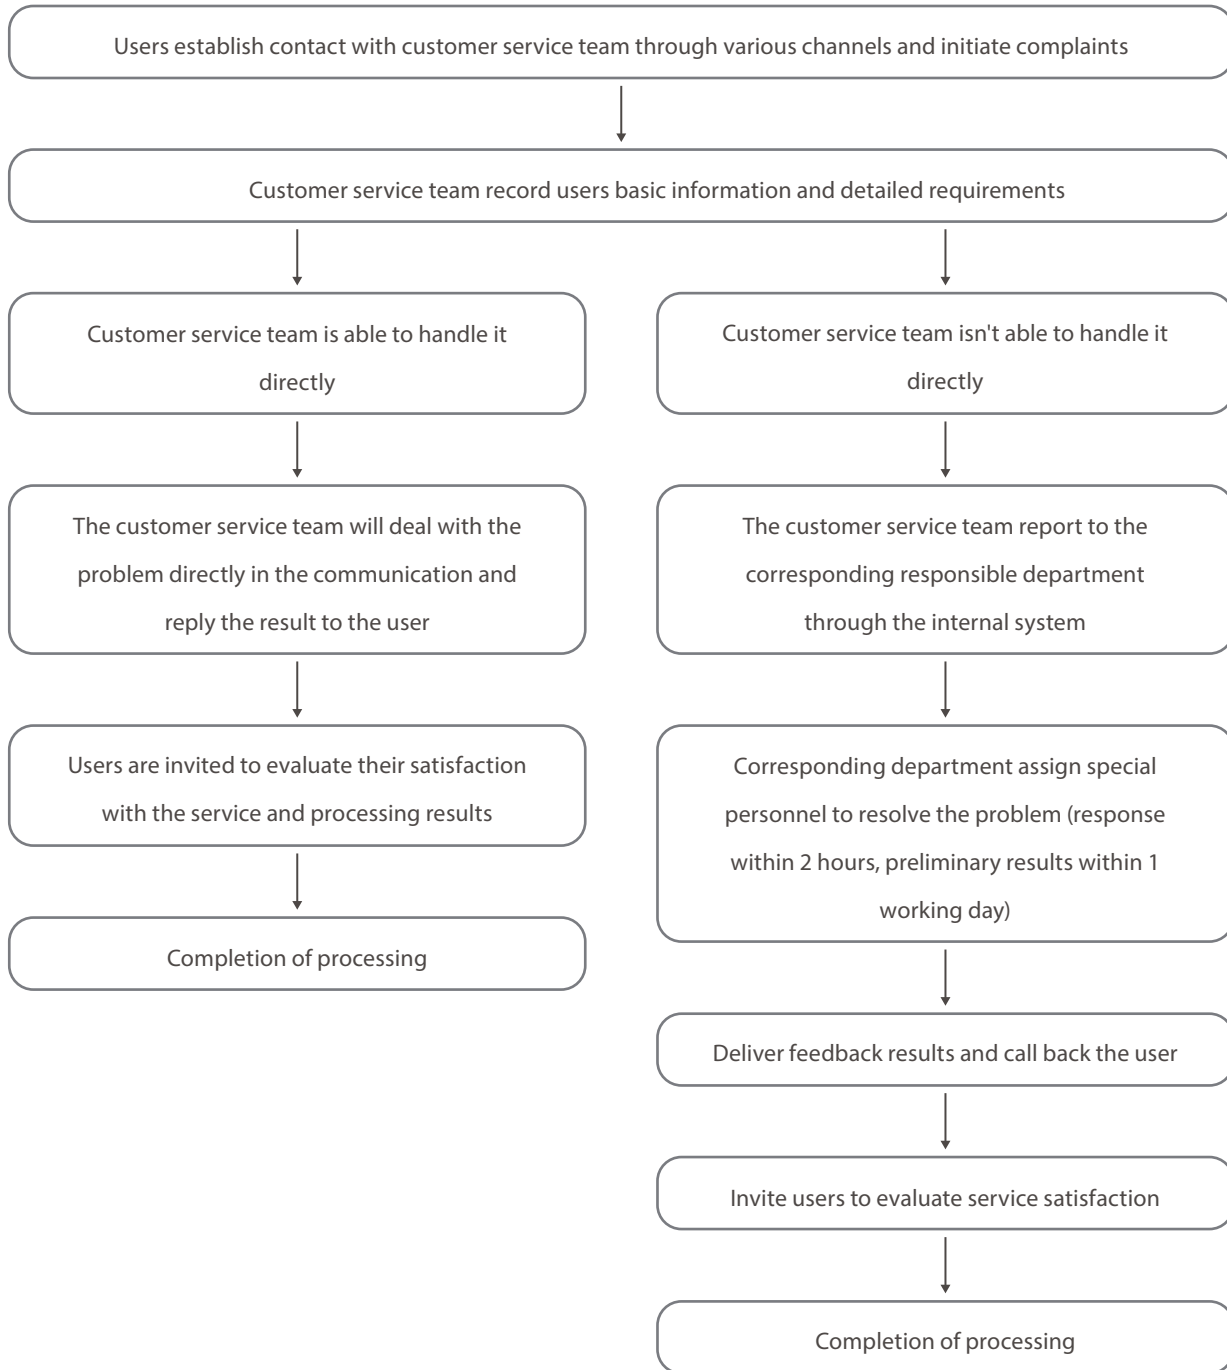 Users establish contact with customer service team through various channels and initiate complaints
Customer service team record users basic information and detailed requirements
Customer service team is able to handle it
directly
The customer service team will deal with the
problem directly in the communication and
reply the result to the user
Users are invited to evaluate their satisfaction
with the service and processing results
Completion of processing
Customer service team isn't able to handle it
directly
The customer service team report to the
corresponding responsible department
through the internal system
Corresponding department assign special
personnel to resolve the problem (response
within 2 hours, preliminary results within 1
working day)
Deliver feedback results and call back the user
Invite users to evaluate service satisfaction
Completion of processing